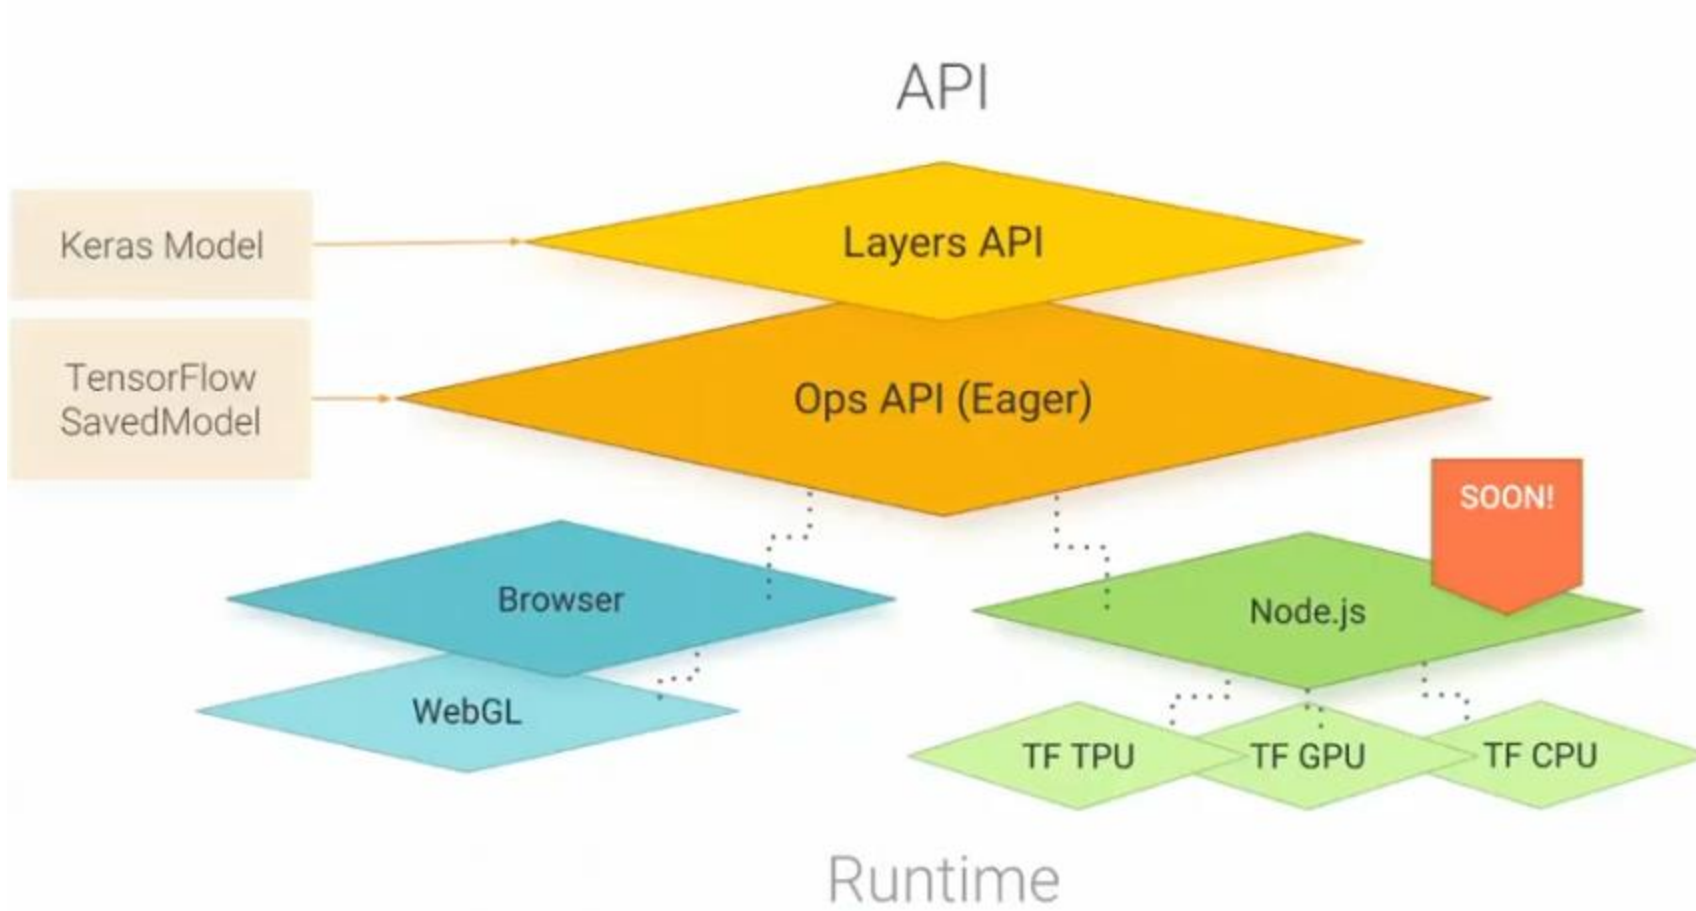 API
Keras Model
Layers API
TensorFlow
SavedModel
Ops API (Eager)
SOON!
Browser
Node.js
WebGL
TF TPU
TF GPU
TF CPU
Runtime